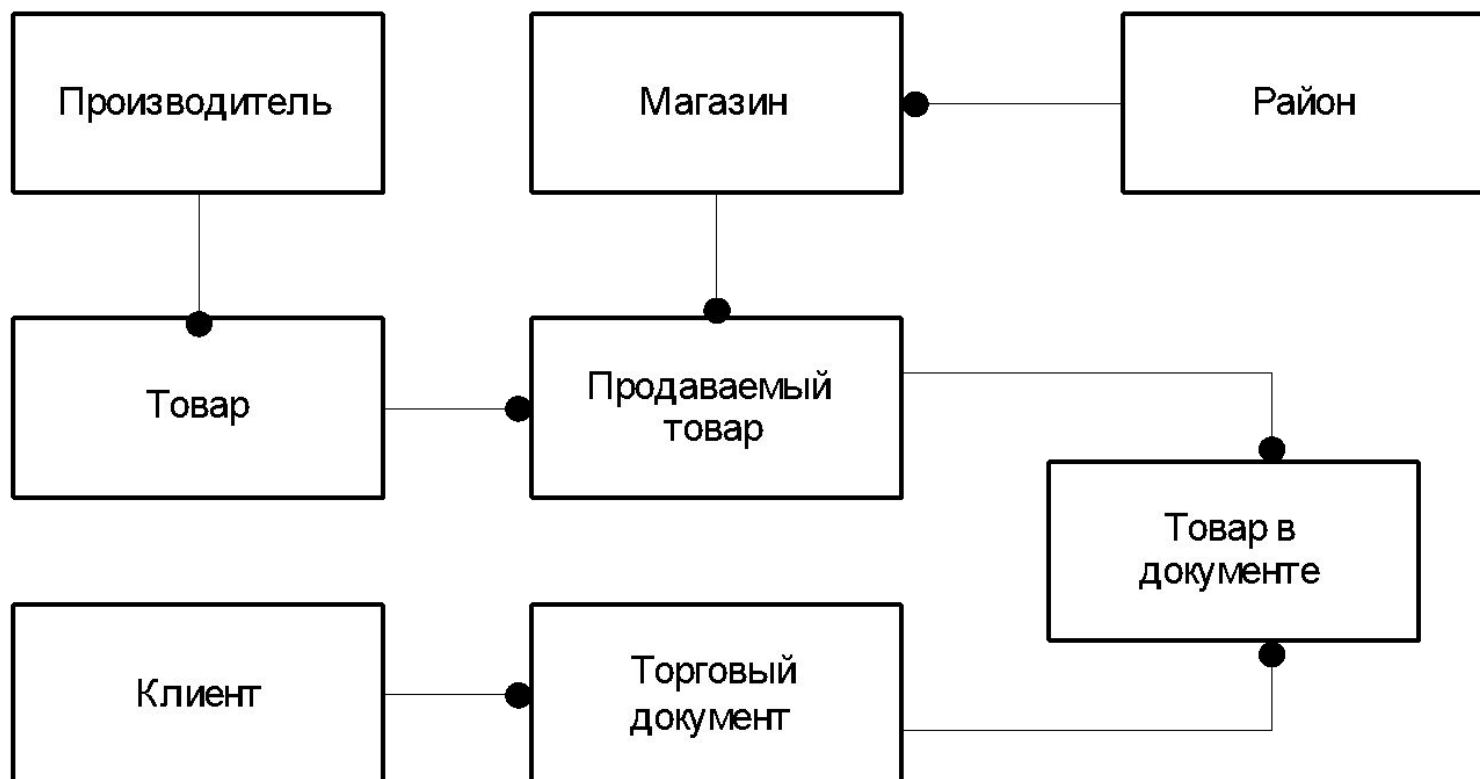 Производитель
Магазин
Район
Товар
Продаваемый
товар
Товар в
документе
Клиент
Торговый
документ